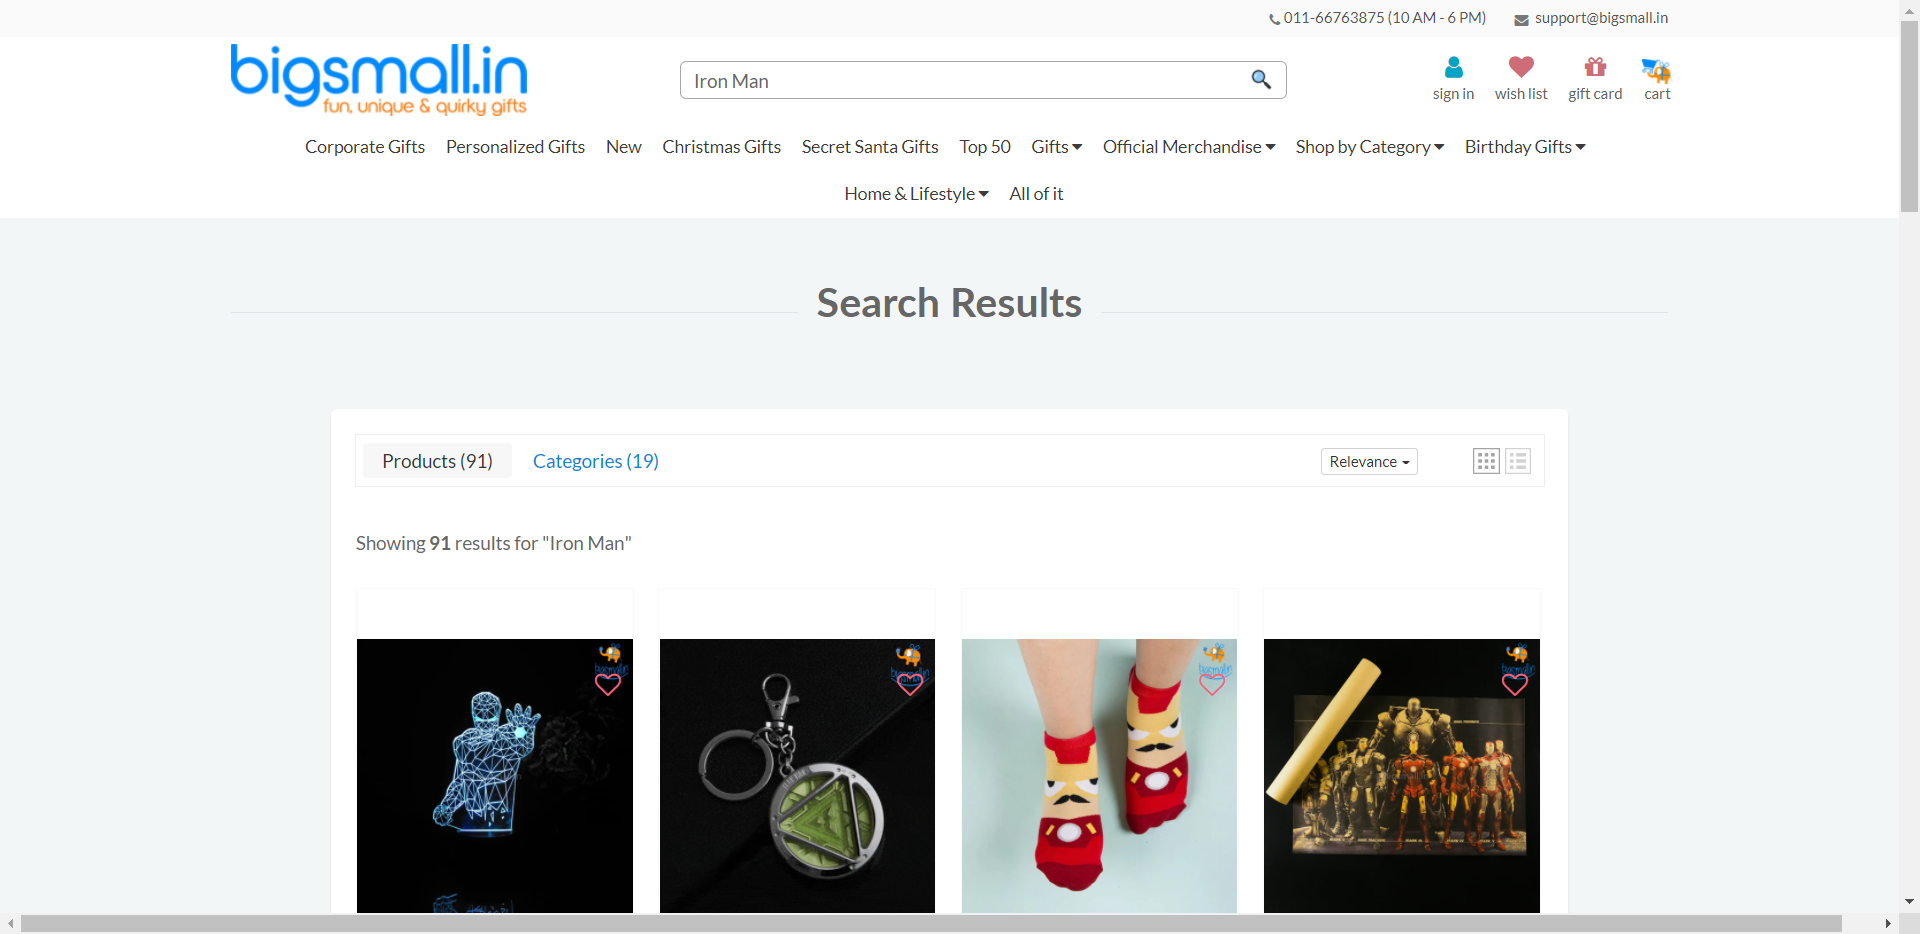 011-66763875 (10 AM - 6 PM) support@bigsmall.in
bigsmall.in
fun, unique & quirky gifts
Iron Man
sign in wish list gift card cart
Corporate Gifts Personalized Gifts New Christmas Gifts Secret Santa Gifts Top 50 Gifts Official Merchandise Shop by Category Birthday Gifts
Home & Lifestyle All of it
Search Results
Products (91) Categories (19) Relevance
Showing 91 results for "Iron Man"